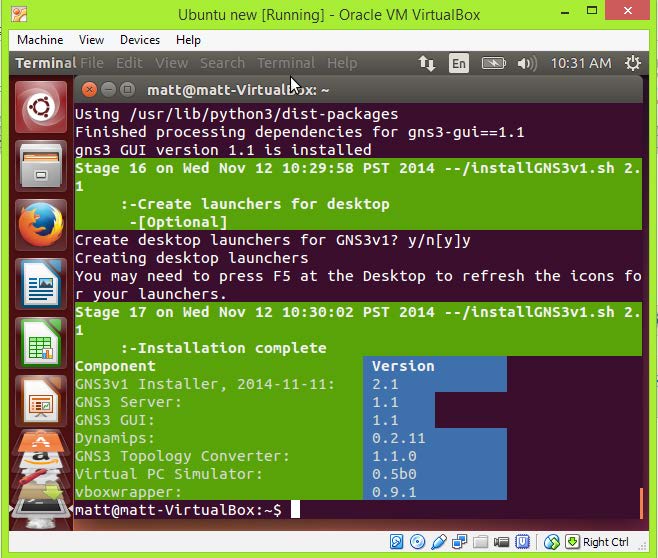 Ubuntu new [Running] - Oracle VM VirtualBox
Machine View Devices Help
Terminal File Edit View Search Terminal Help En 10:31 AM
matt@matt-VirtualBox: ~
Using /usr/lib/python3/dist-packages
Finished processing dependencies for gns3-gui==1.1
gns3 GUI version 1.1 is installed
Stage 16 on Wed Nov 12 10:29:58 PST 2014 --/installGNS3v1.sh 2.
1
:-Create launchers for desktop
-[Optional]
Create desktop launchers for GNS3v1? y/n[y]y
Creating desktop launchers
You may need to press F5 at the Desktop to refresh the icons fo
r your launchers.
Stage 17 on Wed Nov 12 10:30:02 PST 2014 --/installGNS3v1.sh 2.
1
:-Installation complete
Component Version
GNS3v1 Installer, 2014-11-11: 2.1
GNS3 Server: 1.1
GNS3 GUI: 1.1
Dynamips: 0.2.11
GNS3 Topology Converter: 1.1.0
Virtual PC Simulator: 0.5b0
vboxwrapper: 0.9.1
matt@matt-VirtualBox:~$
Right Ctrl